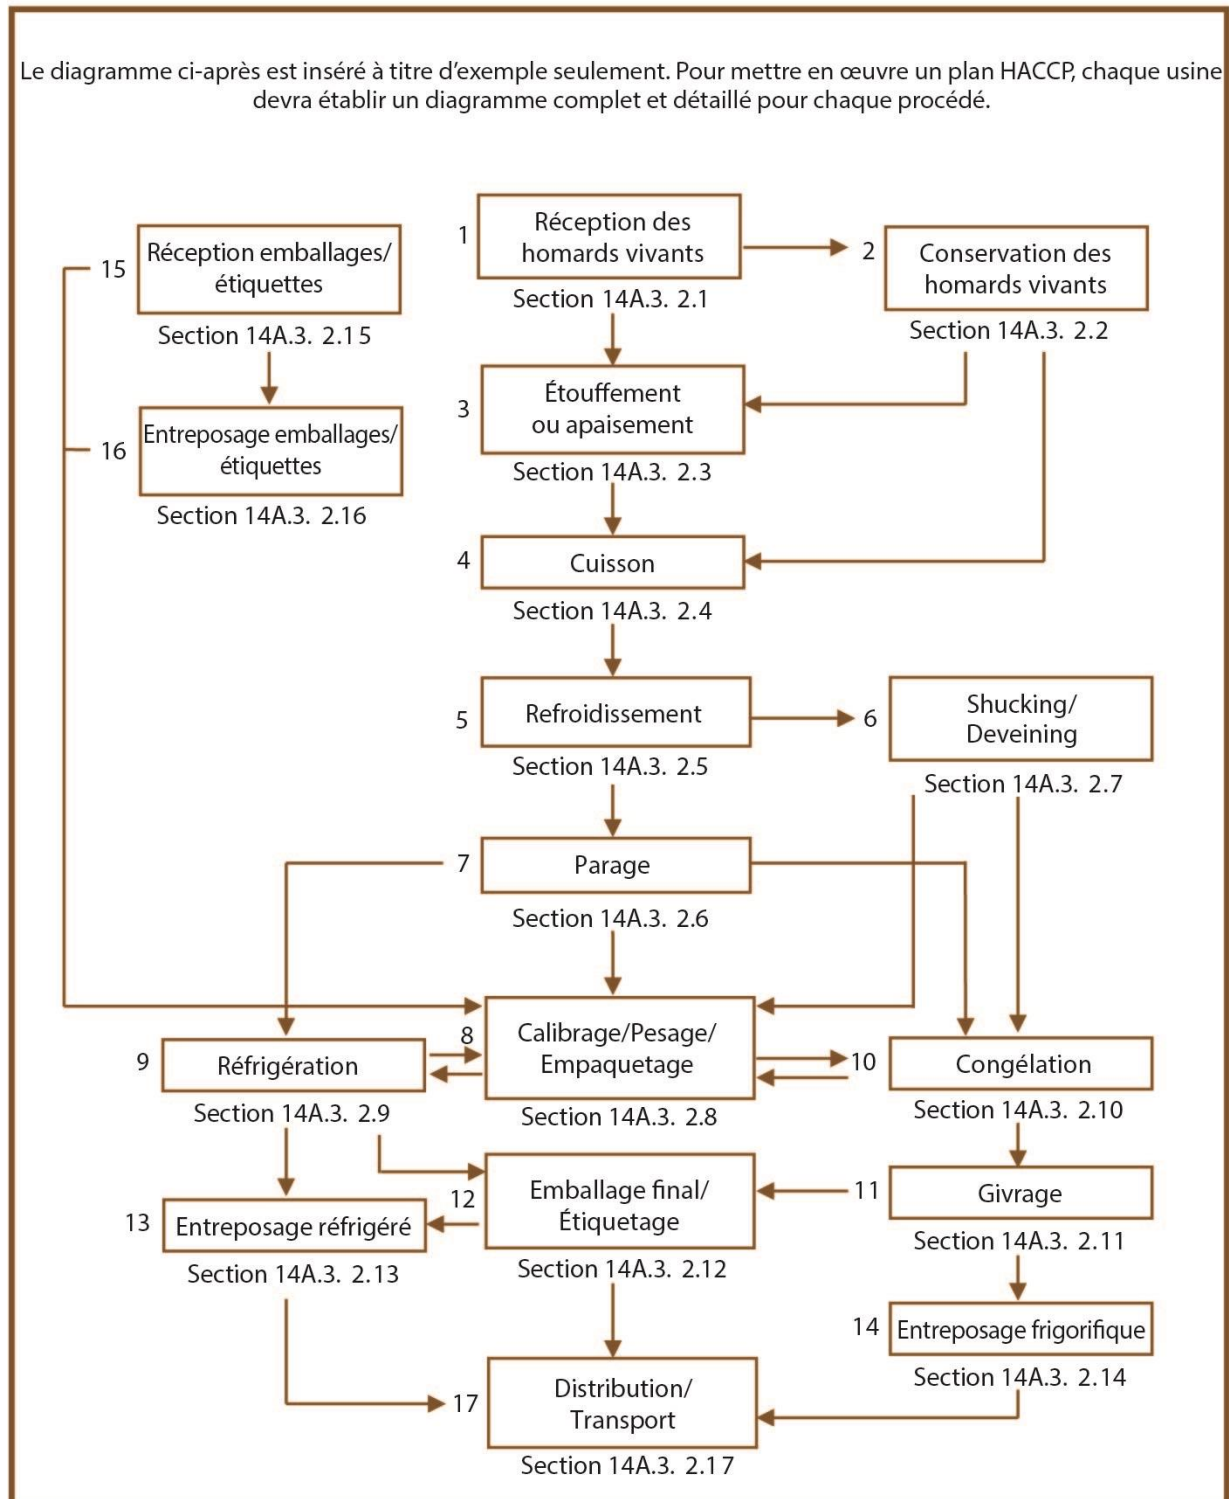 Le diagramme ci-après est inséré à titre d’exemple seulement. Pour mettre en œuvre un plan HACCP, chaque usine
devra établir un diagramme complet et détaillé pour chaque procédé.
1
Réception des
homards vivants
Section 14A.3. 2.1
2
Conservation des
homards vivants
Section 14A.3. 2.2
15
Réception emballages/
étiquettes
Section 14A.3. 2.15
3
Étouffement
ou apaisement
Section 14A.3. 2.3
16
Entreposage emballages/
étiquettes
Section 14A.3. 2.16
4
Cuisson
Section 14A.3. 2.4
5
Refroidissement
Section 14A.3. 2.5
6
Shucking/
Deveining
Section 14A.3. 2.7
7
Parage
Section 14A.3. 2.6
8
Calibrage/Pesage/
Empaquetage
Section 14A.3. 2.8
9
Réfrigération
Section 14A.3. 2.9
10
Congélation
Section 14A.3. 2.10
12
Emballage final/
Étiquetage
Section 14A.3. 2.12
11
Givrage
Section 14A.3. 2.11
13
Entreposage réfrigéré
Section 14A.3. 2.13
14
Entreposage frigorifique
Section 14A.3. 2.14
17
Distribution/
Transport
Section 14A.3. 2.17